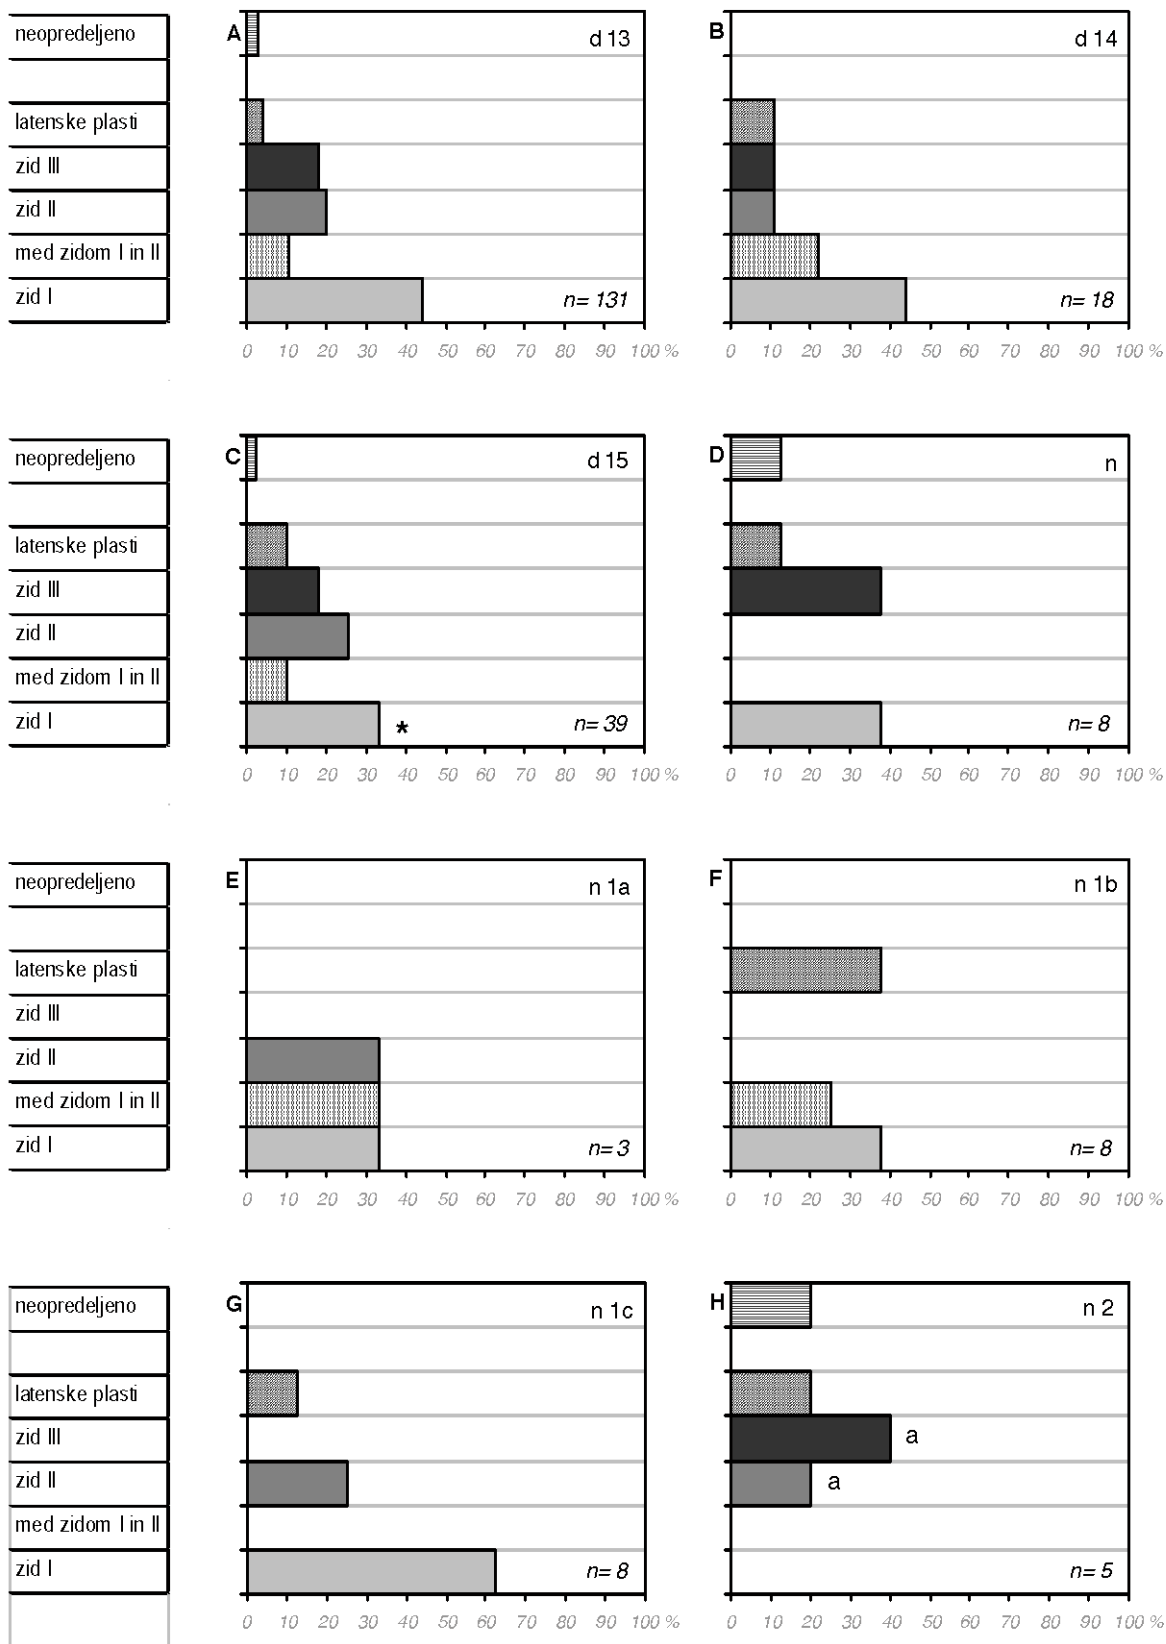 neopredeljeno
latenske plasti
zid III
zid II
med zidom I in II
zid I
A
d 13
n= 131
0 10 20 30 40 50 60 70 80 90 100 %
B
d 14
n= 18
0 10 20 30 40 50 60 70 80 90 100 %
neopredeljeno
latenske plasti
zid III
zid II
med zidom I in II
zid I
C
d 15
*
n= 39
0 10 20 30 40 50 60 70 80 90 100 %
D
n
n= 8
0 10 20 30 40 50 60 70 80 90 100 %
neopredeljeno
latenske plasti
zid III
zid II
med zidom I in II
zid I
E
n 1a
n= 3
0 10 20 30 40 50 60 70 80 90 100 %
F
n 1b
n= 8
0 10 20 30 40 50 60 70 80 90 100 %
neopredeljeno
latenske plasti
zid III
zid II
med zidom I in II
zid I
G
n 1c
n= 8
0 10 20 30 40 50 60 70 80 90 100 %
H
n 2
a
a
n= 5
0 10 20 30 40 50 60 70 80 90 100 %